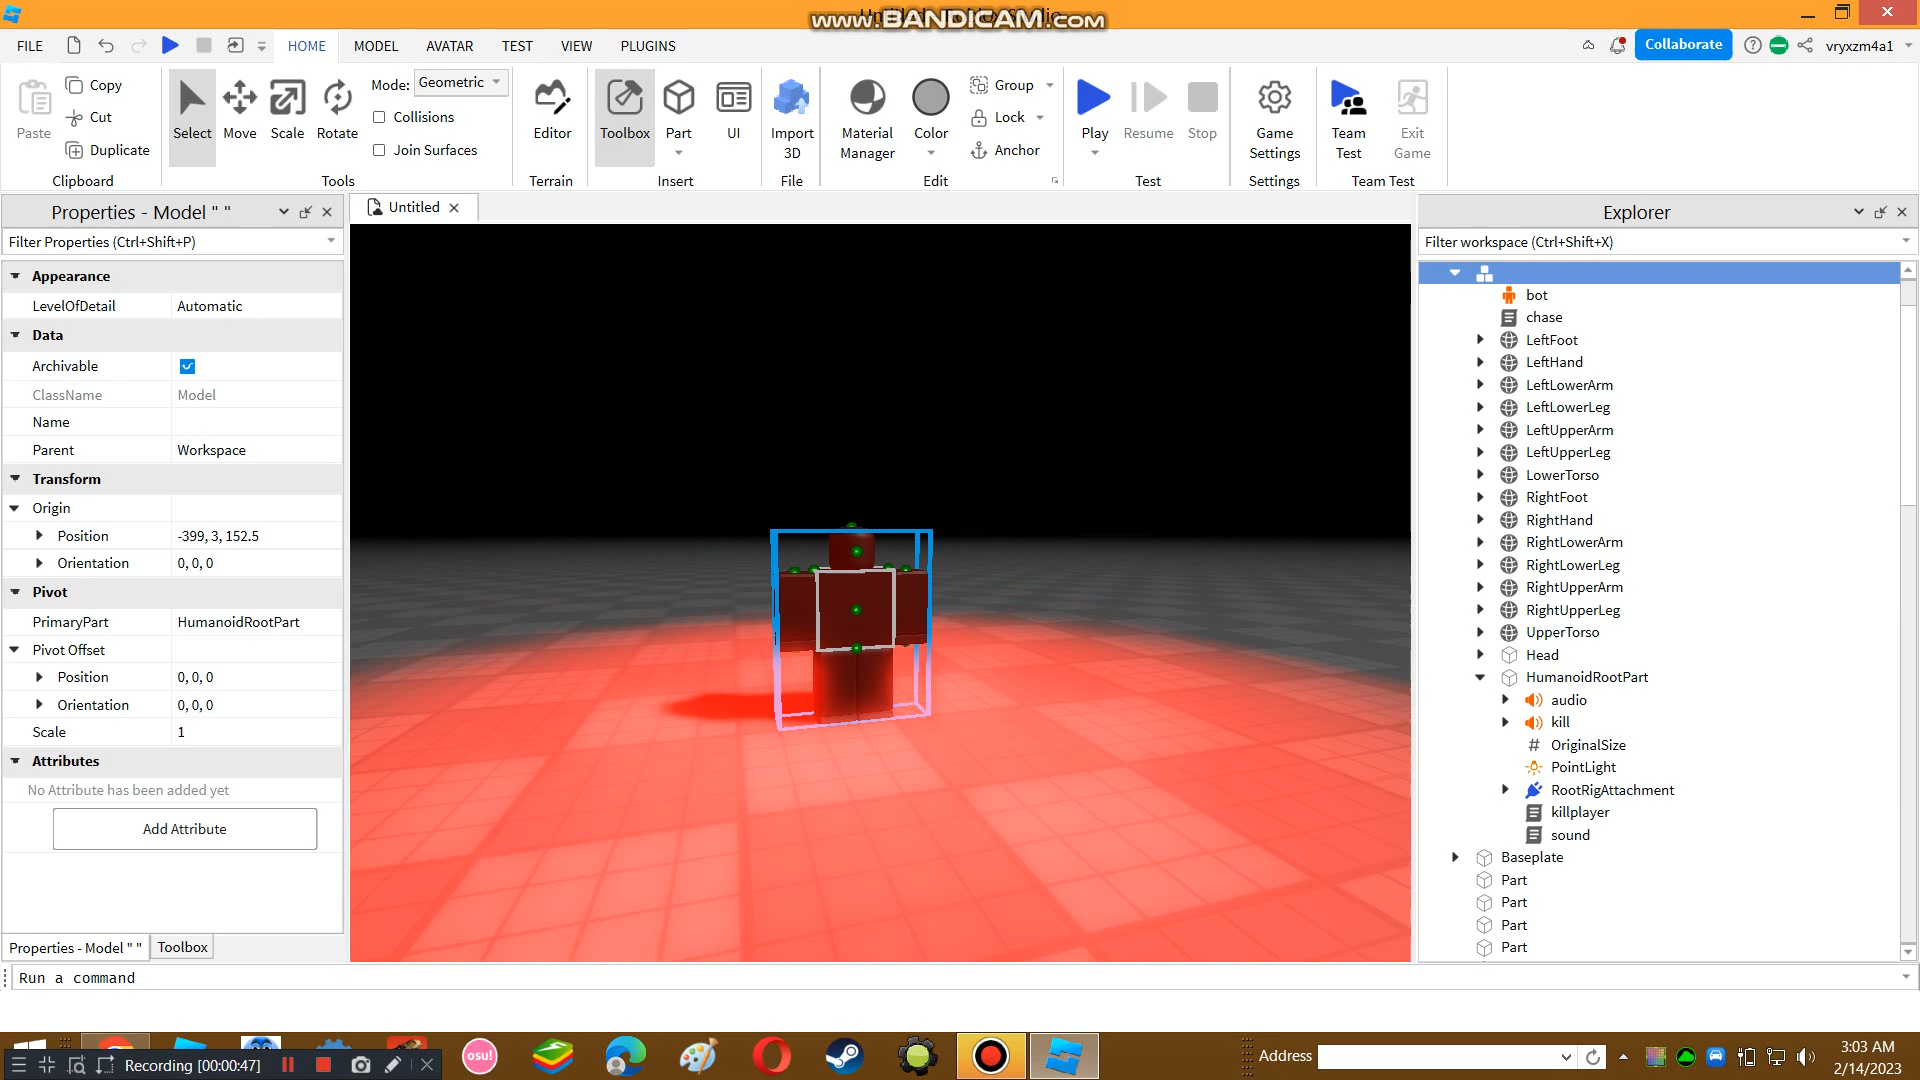 www.BANDICAM.com
FILE HOME MODEL AVATAR TEST VIEW PLUGINS Collaborate vryxzm4a1
Paste Copy Cut Duplicate Clipboard
Select Move Scale Rotate Mode: Geometric Collisions Join Surfaces Tools
Editor Terrain
Toolbox Part UI Insert
Import 3D File
Material Manager Color Group Lock Anchor Edit
Play Resume Stop Test
Game Settings Settings
Team Test Exit Game Team Test
Properties - Model " "
Filter Properties (Ctrl+Shift+P)
Appearance
LevelOfDetail Automatic
Data
Archivable
ClassName Model
Name
Parent Workspace
Transform
Origin
Position -399, 3, 152.5
Orientation 0, 0, 0
Pivot
PrimaryPart HumanoidRootPart
Pivot Offset
Position 0, 0, 0
Orientation 0, 0, 0
Scale 1
Attributes
No Attribute has been added yet
Add Attribute
Properties - Model " " Toolbox
Untitled
Explorer
Filter workspace (Ctrl+Shift+X)
bot
chase
LeftFoot
LeftHand
LeftLowerArm
LeftLowerLeg
LeftUpperArm
LeftUpperLeg
LowerTorso
RightFoot
RightHand
RightLowerArm
RightLowerLeg
RightUpperArm
RightUpperLeg
UpperTorso
Head
HumanoidRootPart
audio
kill
OriginalSize
PointLight
RootRigAttachment
killplayer
sound
Baseplate
Part
Part
Part
Part
Run a command
Recording [00:00:47]
osu!
Address
3:03 AM
2/14/2023